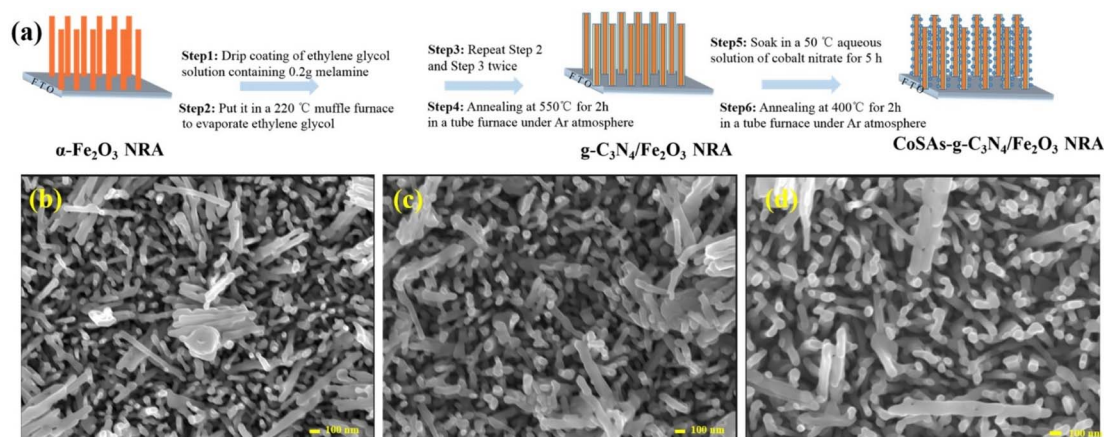 (a)
Step1: Drip coating of ethylene glycol
solution containing 0.2g melamine
Step2: Put it in a 220 ℃ muffle furnace
to evaporate ethylene glycol
Step3: Repeat Step 2
and Step 3 twice
Step4: Annealing at 550℃ for 2h
in a tube furnace under Ar atmosphere
Step5: Soak in a 50 ℃ aqueous
solution of cobalt nitrate for 5 h
Step6: Annealing at 400℃ for 2h
in a tube furnace under Ar atmosphere
FTO
FTO
FTO
α-Fe₂O₃ NRA
g-C₃N₄/Fe₂O₃ NRA
CoSAs-g-C₃N₄/Fe₂O₃ NRA
(b)
(c)
(d)
100 nm
100 nm
100 nm